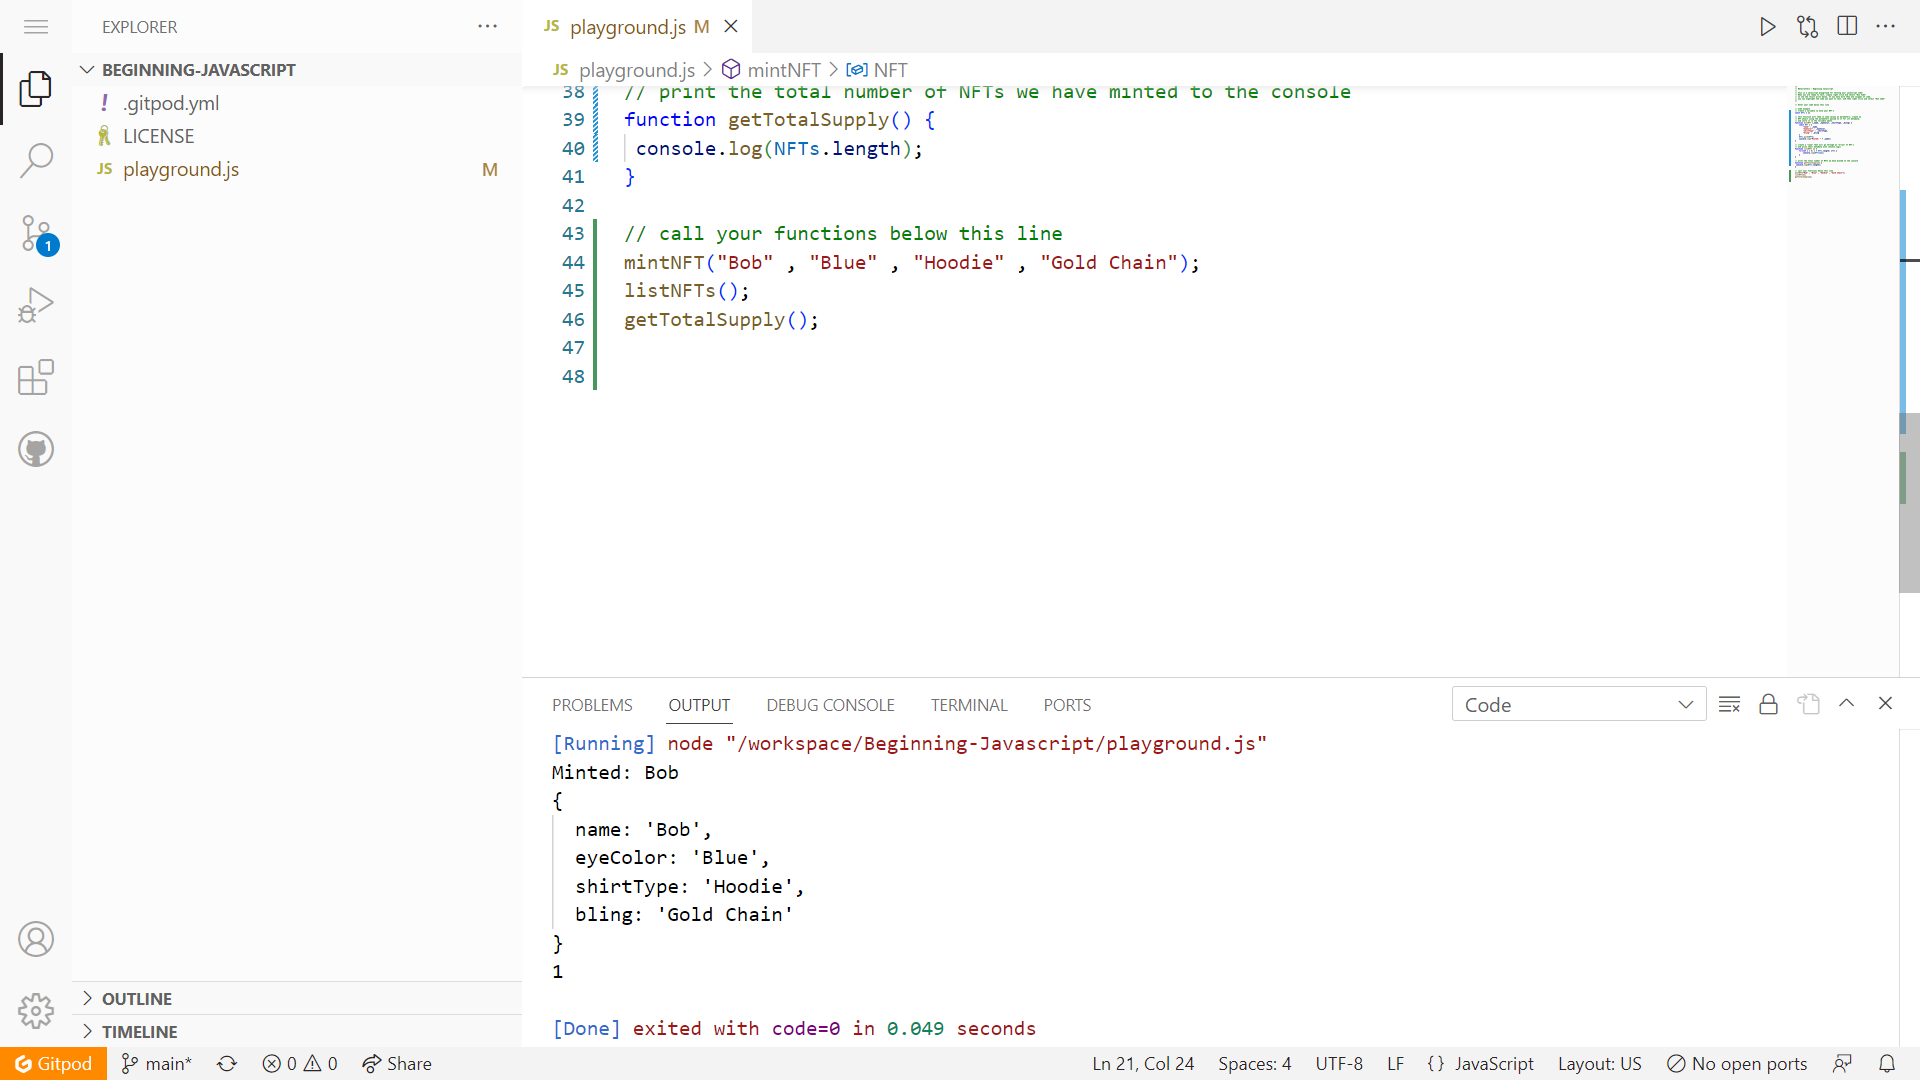 EXPLORER
BEGINNING-JAVASCRIPT
! .gitpod.yml
LICENSE
JS playground.js M
1
OUTLINE
TIMELINE
JS playground.js M
JS playground.js > mintNFT > NFT
38 // print the total number of NFTs we have minted to the console
39 function getTotalSupply() {
40 console.log(NFTs.length);
41 }
42
43 // call your functions below this line
44 mintNFT("Bob" , "Blue" , "Hoodie" , "Gold Chain");
45 listNFTs();
46 getTotalSupply();
47
48
PROBLEMS OUTPUT DEBUG CONSOLE TERMINAL PORTS Code
[Running] node "/workspace/Beginning-Javascript/playground.js"
Minted: Bob
{
name: 'Bob',
eyeColor: 'Blue',
shirtType: 'Hoodie',
bling: 'Gold Chain'
}
1
[Done] exited with code=0 in 0.049 seconds
Gitpod main* 0 0 Share Ln 21, Col 24 Spaces: 4 UTF-8 LF {} JavaScript Layout: US No open ports